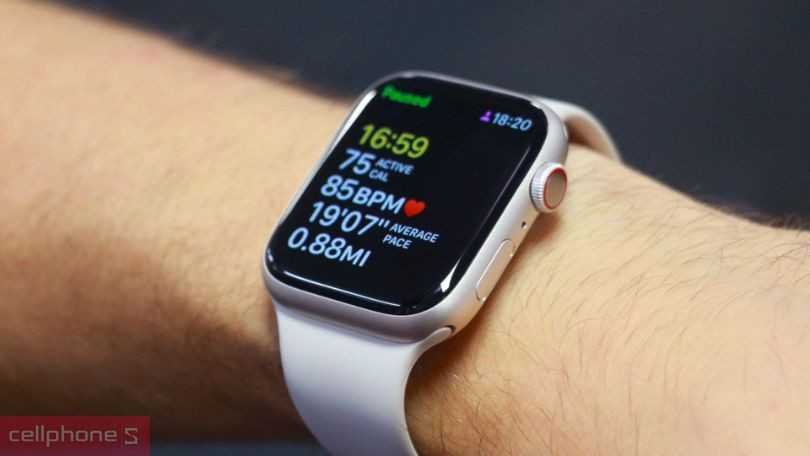 Paused
18:20
16:59
75 ACTIVE CAL
85BPM
19'07" AVERAGE PACE
0.88MI
cellphone S